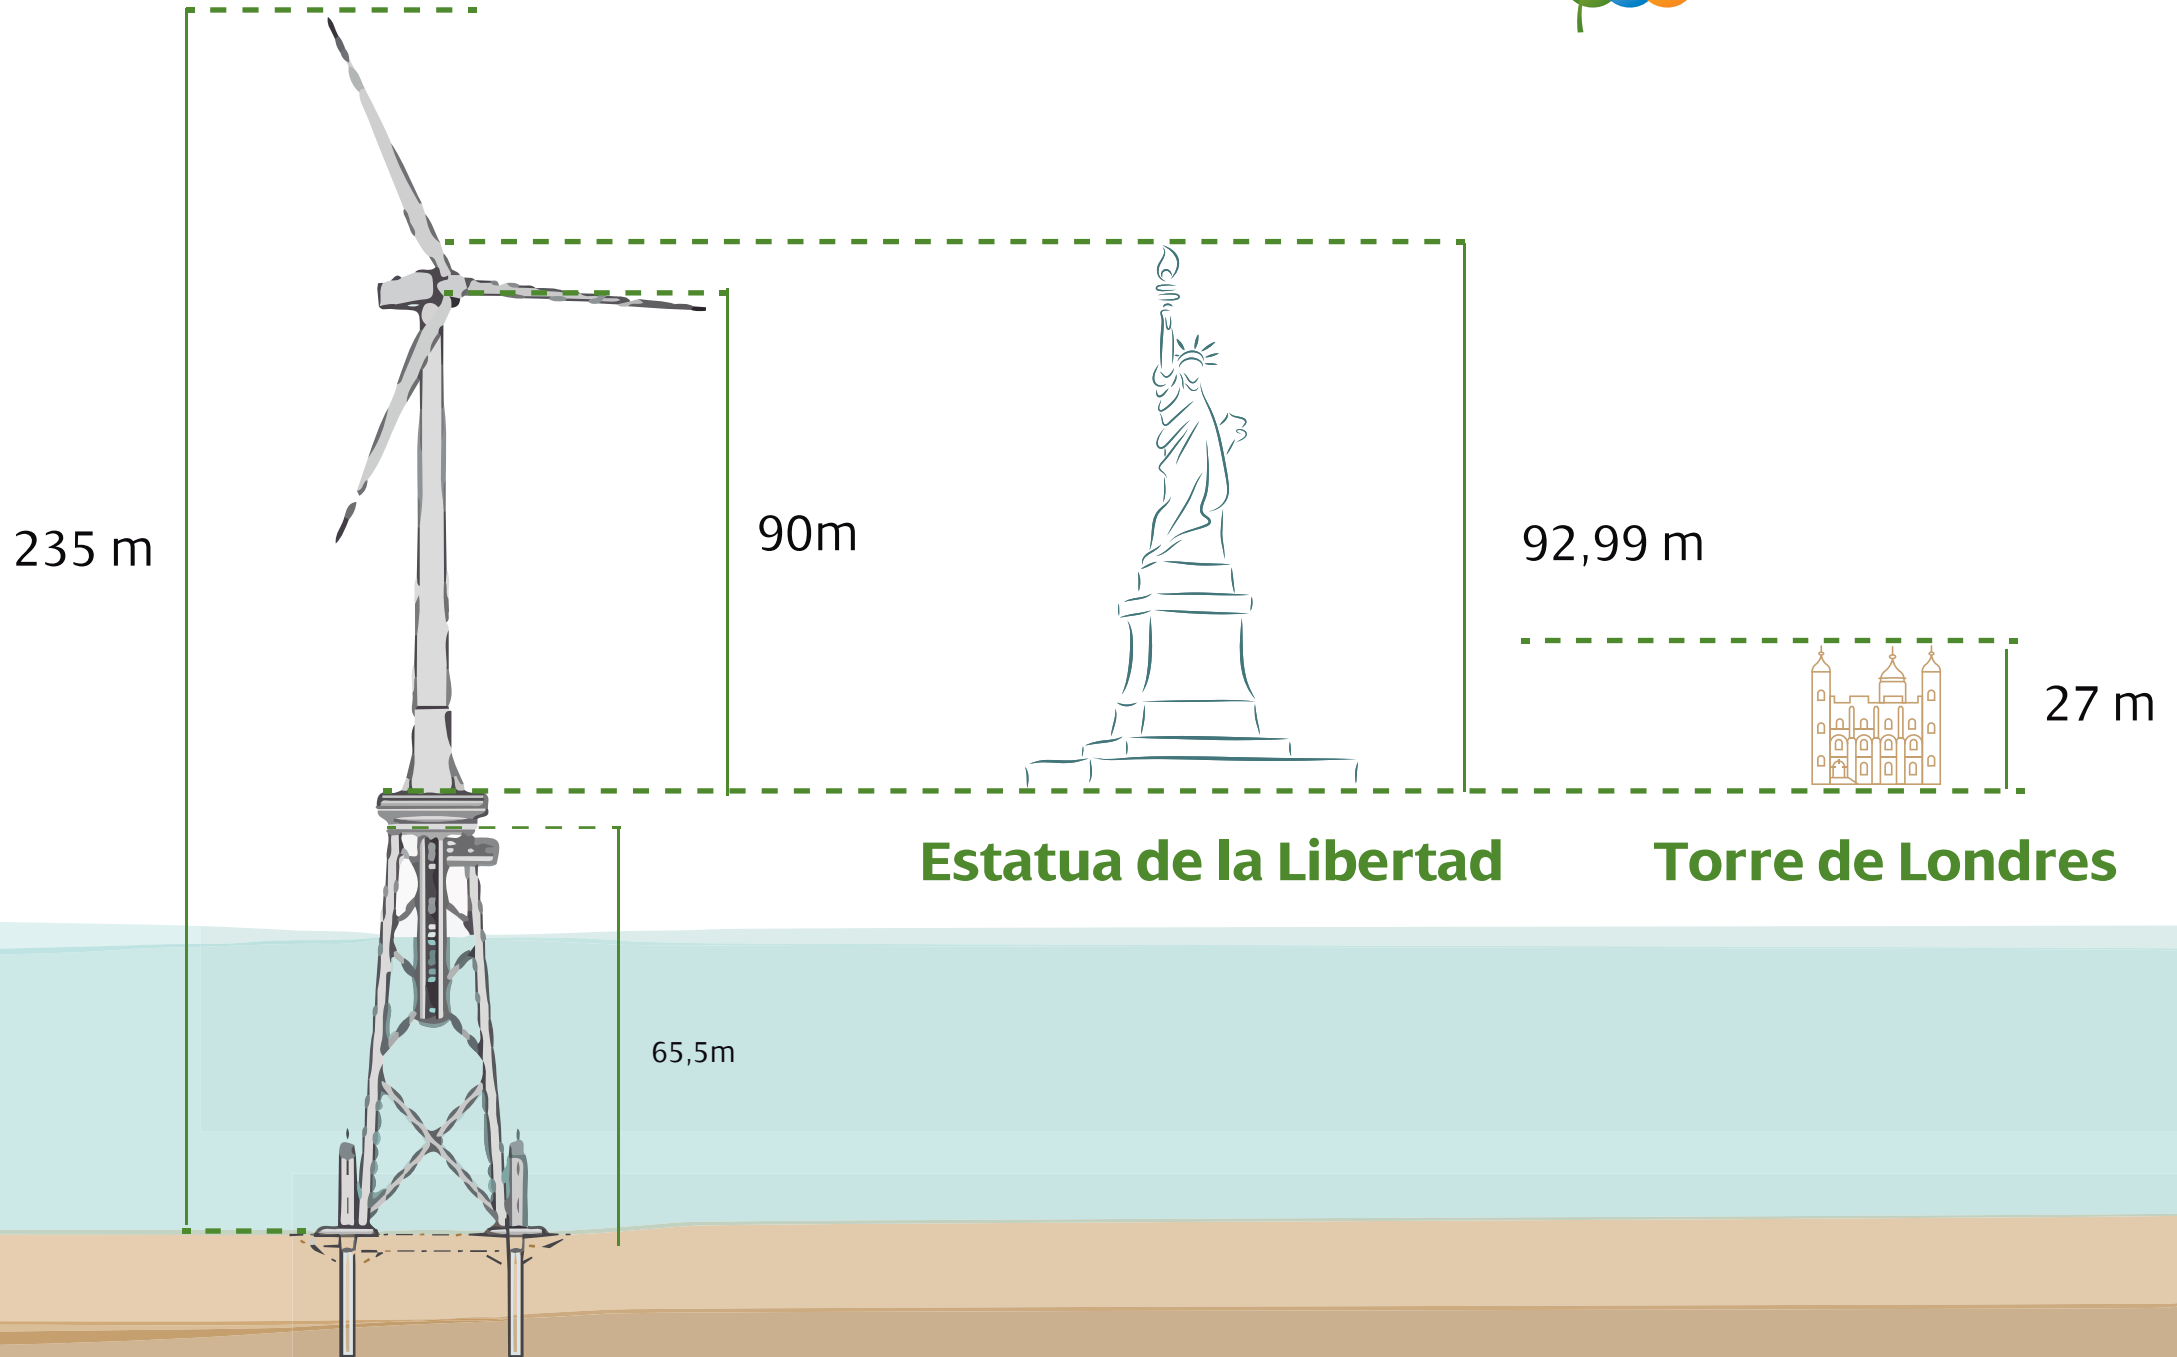 235 m
90m
92,99 m
27 m
Estatua de la Libertad
Torre de Londres
65,5m